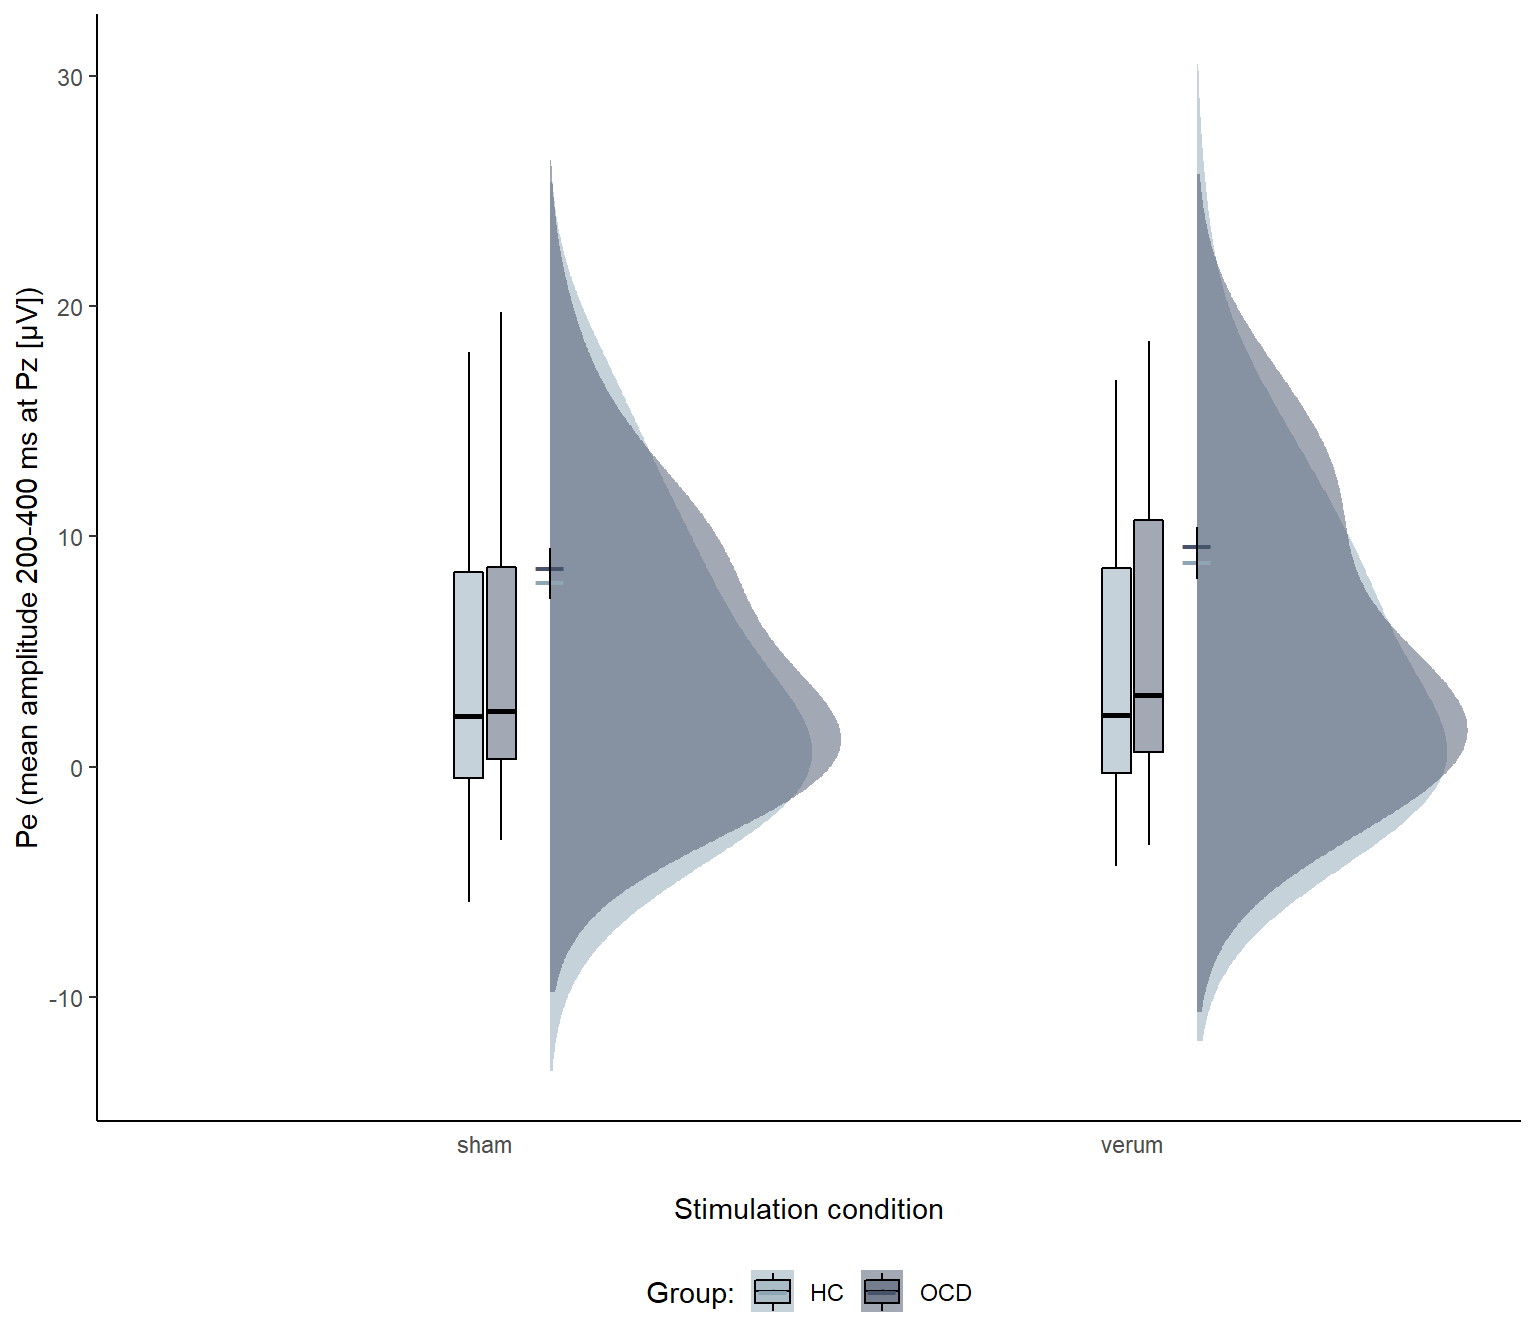 Pe (mean amplitude 200-400 ms at Pz [µV])
30
20
10
0
-10
sham verum
Stimulation condition
Group: HC OCD